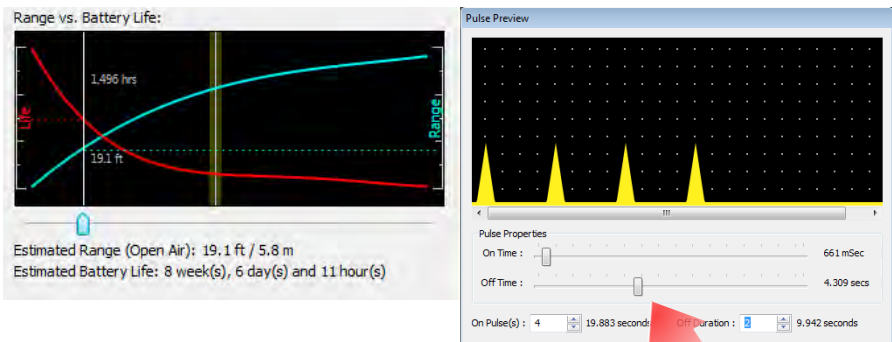 Range vs. Battery Life:
1,496 hrs
Life
Range
19.1 ft
Estimated Range (Open Air): 19.1 ft / 5.8 m
Estimated Battery Life: 8 week(s), 6 day(s) and 11 hour(s)
Pulse Preview
Pulse Properties
On Time : 661 mSec
Off Time : 4.309 secs
On Pulse(s) : 4 19.883 seconds Off Duration : 2 9.942 seconds